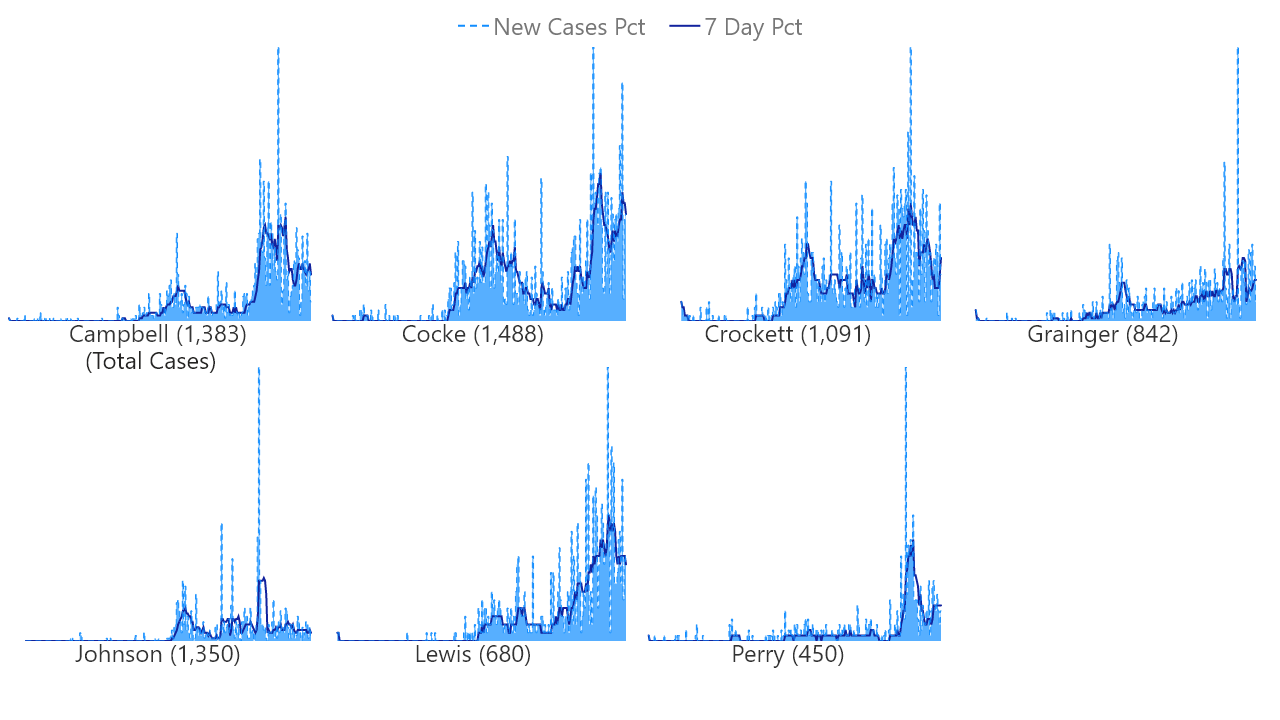 New Cases Pct 7 Day Pct
Campbell (1,383)
(Total Cases)
Cocke (1,488)
Crockett (1,091)
Grainger (842)
Johnson (1,350)
Lewis (680)
Perry (450)